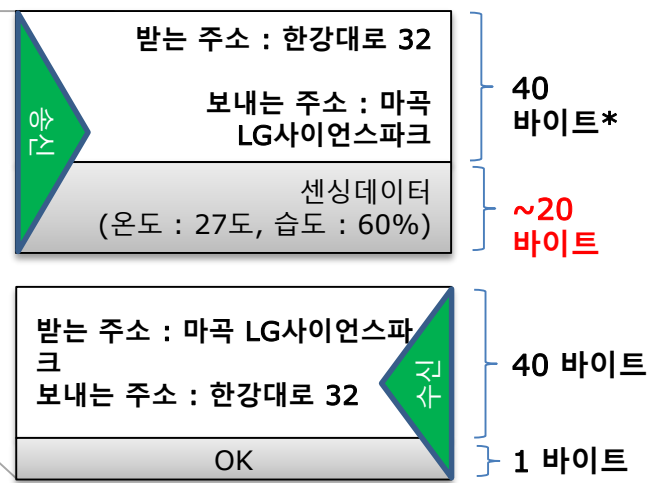 받는 주소 : 한강대로 32
보내는 주소 : 마곡
LG사이언스파크
송신
40
바이트*
센싱데이터
(온도 : 27도, 습도 : 60%)
~20
바이트
받는 주소 : 마곡 LG사이언스파
크
보내는 주소 : 한강대로 32
수신
40 바이트
OK
1 바이트